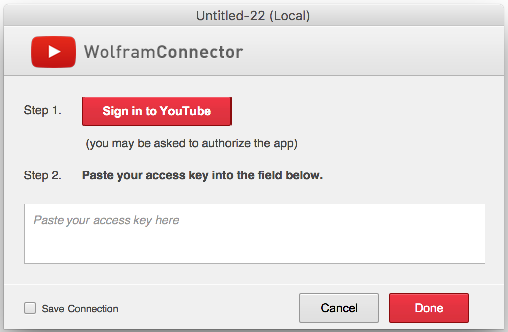 Untitled-22 (Local)
WolframConnector
Step 1. Sign in to YouTube
(you may be asked to authorize the app)
Step 2. Paste your access key into the field below.
Paste your access key here
Save Connection Cancel Done